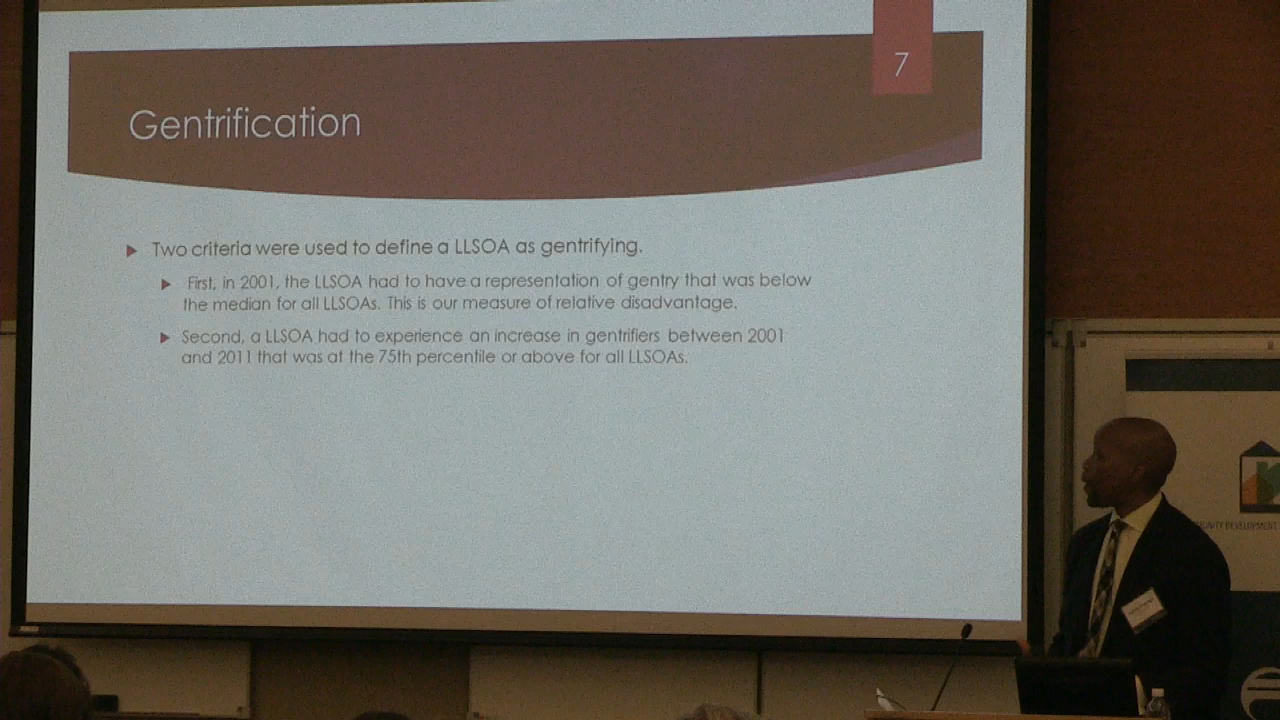 7
Gentrification
Two criteria were used to define a LLSOA as gentrifying.
First, in 2001, the LLSOA had to have a representation of gentry that was below
the median for all LLSOAs. This is our measure of relative disadvantage.
Second, a LLSOA had to experience an increase in gentrifiers between 2001
and 2011 that was at the 75th percentile or above for all LLSOAs.
DEVELOPMENT